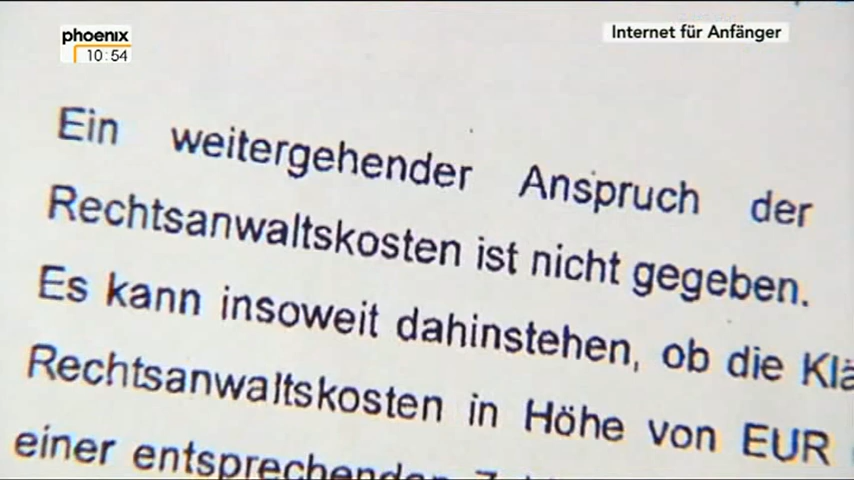 phoenix
10:54
Internet für Anfänger
Ein weitergehender Anspruch der
Rechtsanwaltskosten ist nicht gegeben.
Es kann insoweit dahinstehen, ob die
Rechtsanwaltskosten in Höhe von EUR
einer entsprechenden